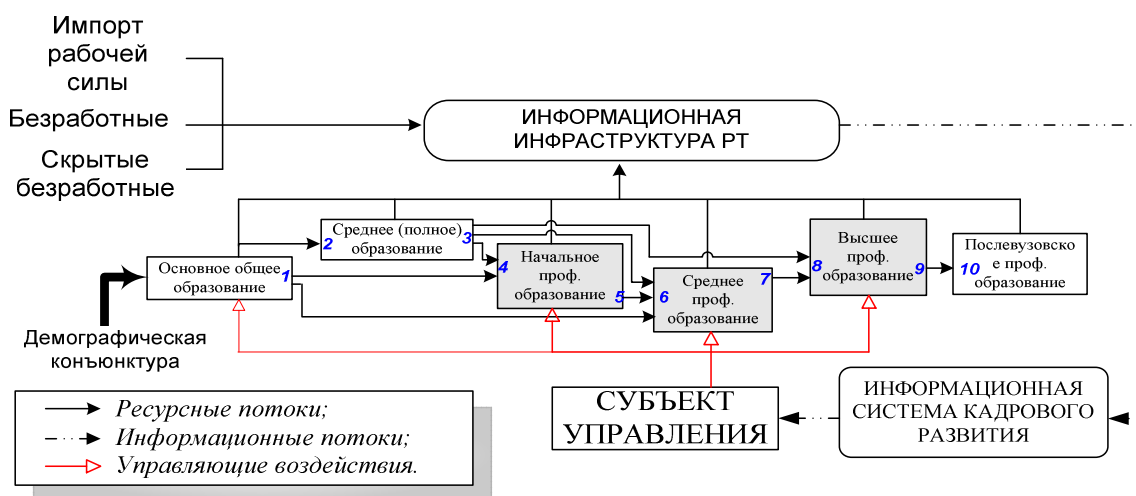 Импорт
рабочей
силы
Безработные
Скрытые
безработные
ИНФОРМАЦИОННАЯ
ИНФРАСТРУКТУРА РТ
Среднее (полное)
образование
2
3
Основное общее
образование
1
Начальное
проф.
образование
4
5
Среднее
проф.
образование
6
7
Высшее
проф.
образование
8
9
Послевузовско
е проф.
образование
10
Демографическая
конъюнктура
Ресурсные потоки;
Информационные потоки;
Управляющие воздействия.
СУБЪЕКТ
УПРАВЛЕНИЯ
ИНФОРМАЦИОННАЯ
СИСТЕМА КАДРОВОГО
РАЗВИТИЯ